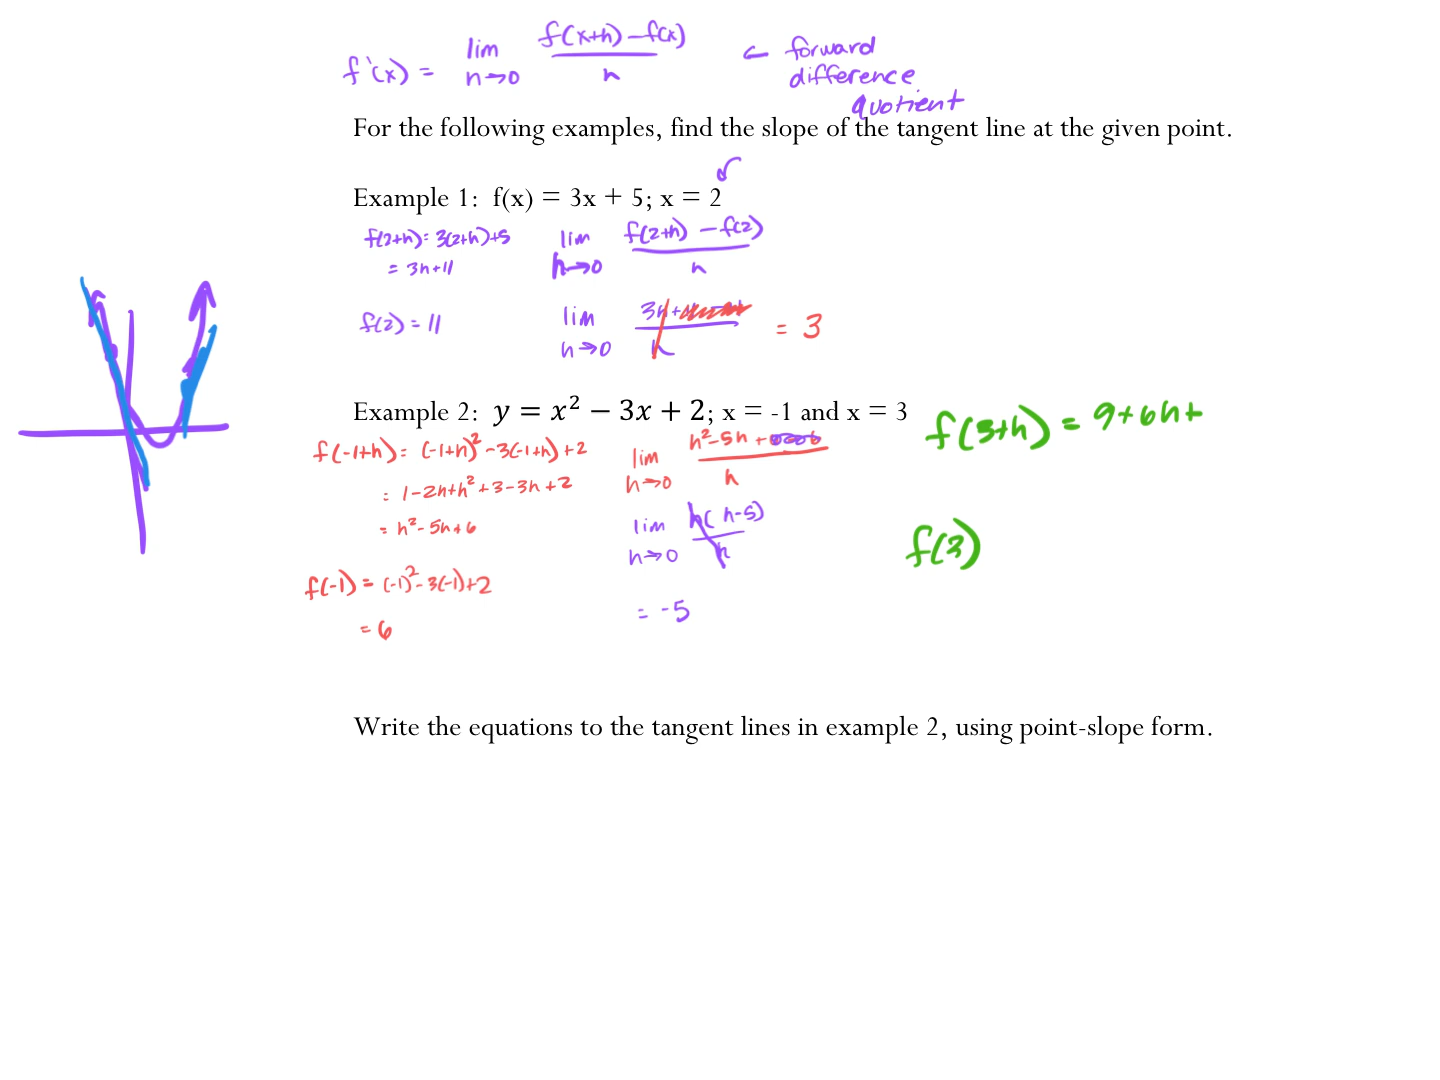 f'(x) = lim h→0 f(x+h) - f(x) / h ← forward
difference
quotient
For the following examples, find the slope of the tangent line at the given point.
Example 1: f(x) = 3x + 5; x = 2
f(2+h) = 3(2+h)+5
= 3h+11
lim h→0 f(2+h) - f(2) / h
f(2) = 11
lim h→0 3h + / h = 3
Example 2: y = x² − 3x + 2; x = -1 and x = 3
f(-1+h) = (-1+h)² -3(-1+h) +2
= 1-2h+h²+3-3h+2
= h²-5h+6
f(-1) = (-1)²-3(-1)+2
= 6
lim h→0 h²-5h + / h
lim h→0 h(h-5) / h
= -5
f(3+h) = 9+6h+
f(3)
Write the equations to the tangent lines in example 2, using point-slope form.